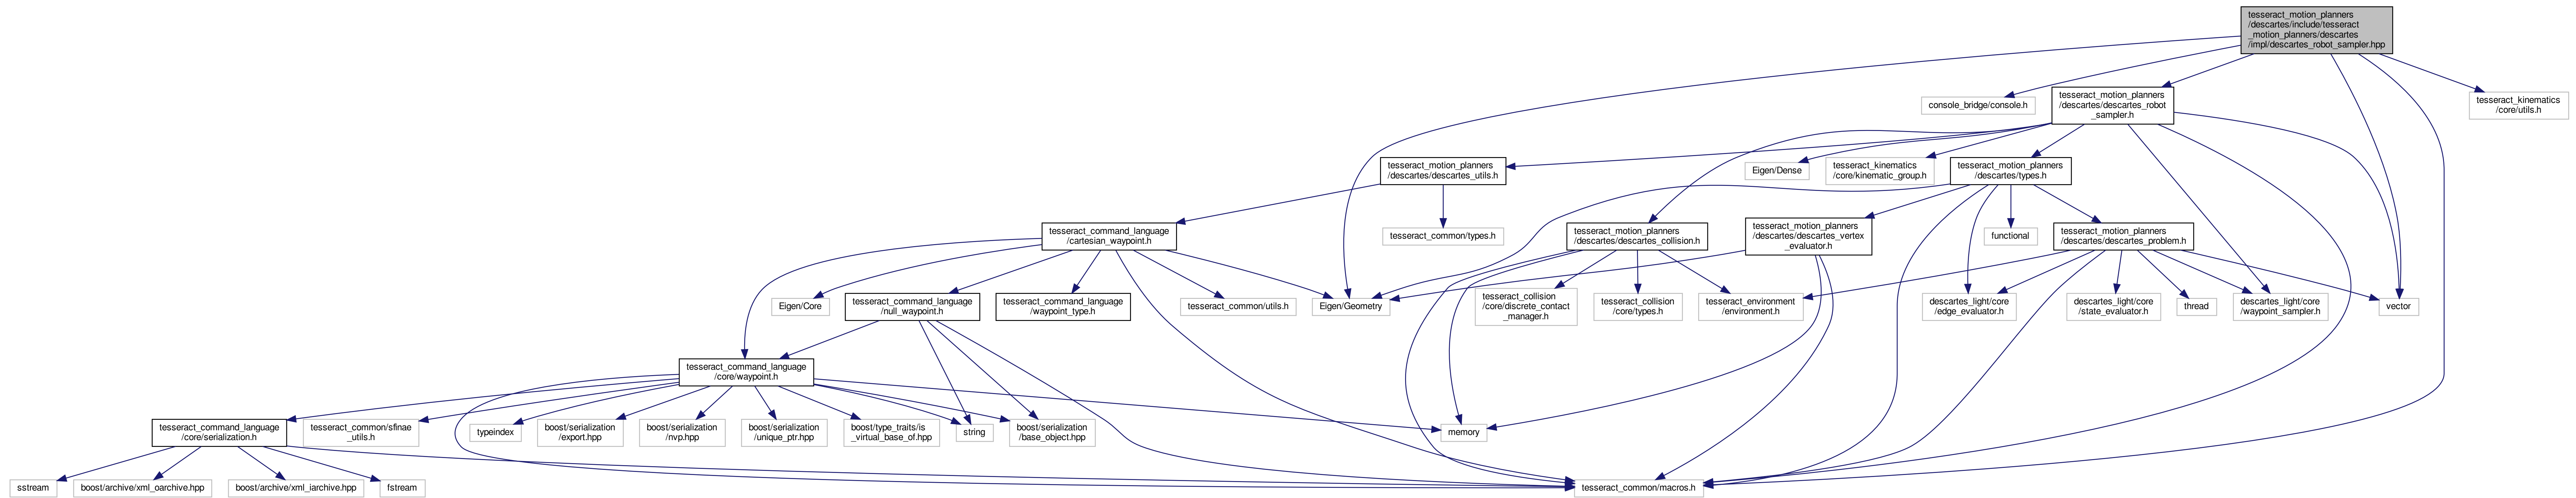 tesseract_motion_planners
/descartes/include/tesseract
_motion_planners/descartes
/impl/descartes_robot_sampler.hpp
console_bridge/console.h
tesseract_motion_planners
/descartes/descartes_robot
_sampler.h
tesseract_kinematics
/core/utils.h
tesseract_motion_planners
/descartes/descartes_utils.h
Eigen/Dense
tesseract_kinematics
/core/kinematic_group.h
tesseract_motion_planners
/descartes/types.h
tesseract_command_language
/cartesian_waypoint.h
tesseract_common/types.h
tesseract_motion_planners
/descartes/descartes_collision.h
tesseract_motion_planners
/descartes/descartes_vertex
_evaluator.h
functional
tesseract_motion_planners
/descartes/descartes_problem.h
Eigen/Core
tesseract_command_language
/null_waypoint.h
tesseract_command_language
/waypoint_type.h
tesseract_common/utils.h
Eigen/Geometry
tesseract_collision
/core/discrete_contact
_manager.h
tesseract_collision
/core/types.h
tesseract_environment
/environment.h
descartes_light/core
/edge_evaluator.h
descartes_light/core
/state_evaluator.h
thread
descartes_light/core
/waypoint_sampler.h
vector
tesseract_command_language
/core/waypoint.h
tesseract_command_language
/core/serialization.h
tesseract_common/sfinae
_utils.h
typeindex
boost/serialization
/export.hpp
boost/serialization
/nvp.hpp
boost/serialization
/unique_ptr.hpp
boost/type_traits/is
_virtual_base_of.hpp
string
boost/serialization
/base_object.hpp
memory
sstream
boost/archive/xml_oarchive.hpp
boost/archive/xml_iarchive.hpp
fstream
tesseract_common/macros.h